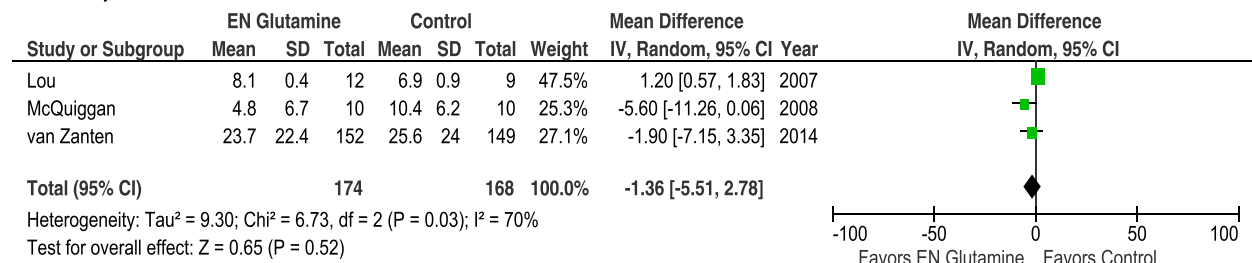 EN Glutamine Control Mean Difference Mean Difference
Study or Subgroup Mean SD Total Mean SD Total Weight IV, Random, 95% CI Year IV, Random, 95% CI
Lou 8.1 0.4 12 6.9 0.9 9 47.5% 1.20 [0.57, 1.83] 2007
McQuiggan 4.8 6.7 10 10.4 6.2 10 25.3% -5.60 [-11.26, 0.06] 2008
van Zanten 23.7 22.4 152 25.6 24 149 27.1% -1.90 [-7.15, 3.35] 2014
Total (95% CI) 174 168 100.0% -1.36 [-5.51, 2.78]
Heterogeneity: Tau² = 9.30; Chi² = 6.73, df = 2 (P = 0.03); I² = 70%
Test for overall effect: Z = 0.65 (P = 0.52)
-100 -50 0 50 100
Favors EN Glutamine Favors Control